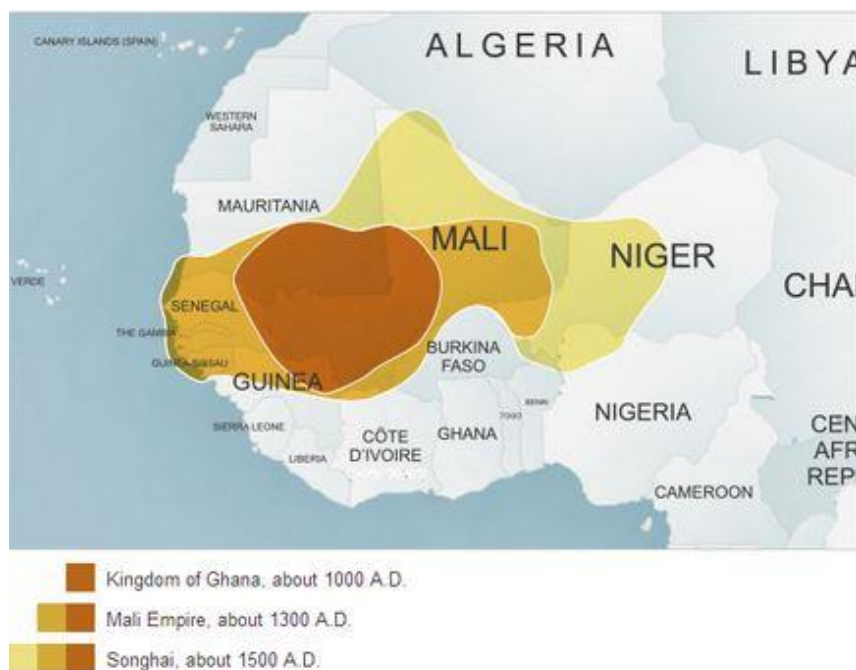 CANARY ISLANDS (SPAIN)
ALGERIA
LIBYA
WESTERN
SAHARA
MAURITANIA
MALI
NIGER
CHA
VERDE
SENEGAL
THE GAMBIA
GUINEA-BISSAU
GUINEA
BURKINA
FASO
SIERRA LEONE
LIBERIA
CÔTE
D'IVOIRE
GHANA
TOGO
BENIN
NIGERIA
CAMEROON
CEN
AFR
REP
Kingdom of Ghana, about 1000 A.D.
Mali Empire, about 1300 A.D.
Songhai, about 1500 A.D.